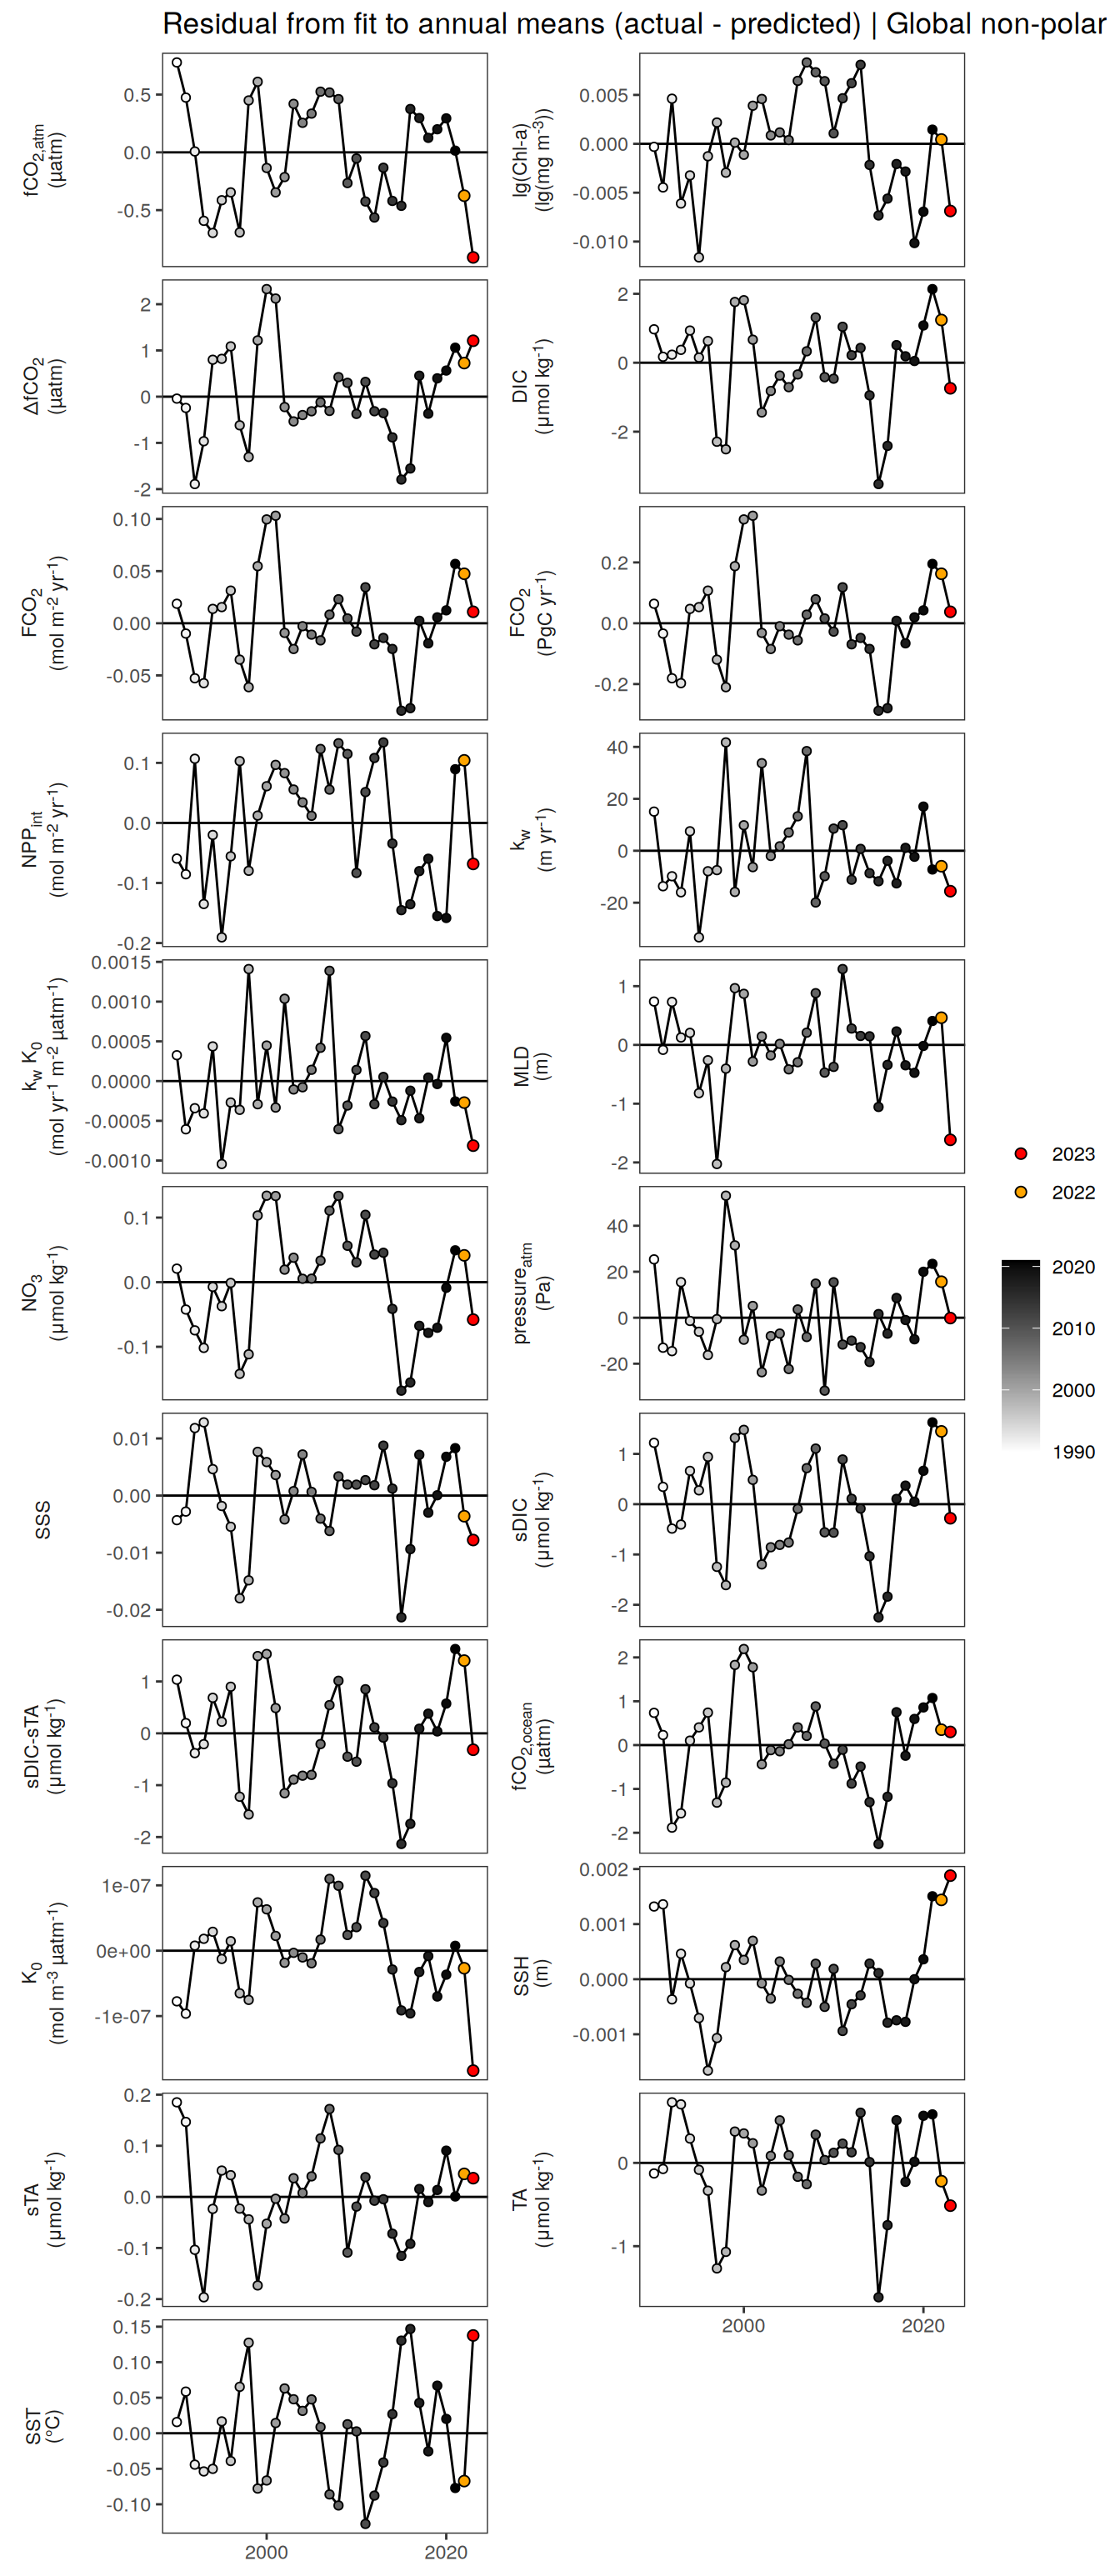 Residual from fit to annual means (actual - predicted) | Global non-polar
fCO2,atm
(µatm)
0.5
0.0
-0.5
lg(Chl-a)
(lg(mg m-3))
0.005
0.000
-0.005
-0.010
ΔfCO2
(µatm)
2
1
0
-1
-2
DIC
(µmol kg-1)
2
0
-2
FCO2
(mol m-2 yr-1)
0.10
0.05
0.00
-0.05
FCO2
(PgC yr-1)
0.2
0.0
-0.2
NPPint
(mol m-2 yr-1)
0.1
0.0
-0.1
-0.2
kw
(m yr-1)
40
20
0
-20
kw K0
(mol yr-1 m-2 µatm-1)
0.0015
0.0010
0.0005
0.0000
-0.0005
-0.0010
MLD
(m)
1
0
-1
-2
NO3
(µmol kg-1)
0.1
0.0
-0.1
pressureatm
(Pa)
40
20
0
-20
SSS
0.01
0.00
-0.01
-0.02
sDIC
(µmol kg-1)
1
0
-1
-2
sDIC-sTA
(µmol kg-1)
1
0
-1
-2
fCO2,ocean
(µatm)
2
1
0
-1
-2
K0
(mol m-3 µatm-1)
1e-07
0e+00
-1e-07
SSH
(m)
0.002
0.001
0.000
-0.001
sTA
(µmol kg-1)
0.2
0.1
0.0
-0.1
-0.2
TA
(µmol kg-1)
0
-1
2000
2020
SST
(°C)
0.15
0.10
0.05
0.00
-0.05
-0.10
2000
2020
2023
2022
2020
2010
2000
1990